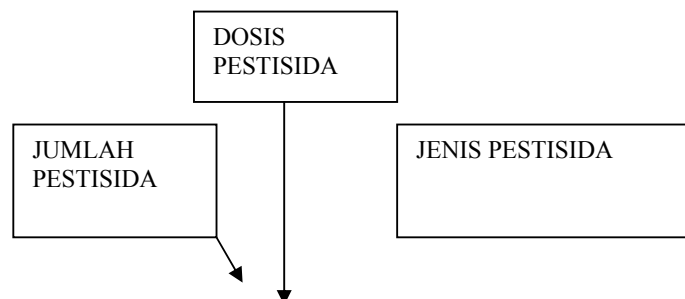 DOSIS
PESTISIDA
JUMLAH
PESTISIDA
JENIS PESTISIDA